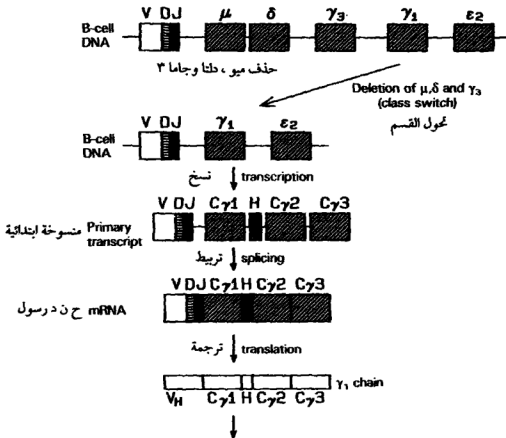 V DJ μ δ γ3 γ1 ε2
B-cell
DNA
حذف ميو ، دلتا وجاما ٣
Deletion of μ,δ and γ3
(class switch)
تحول القسم
V DJ γ1 ε2
B-cell
DNA
نسخ transcription
V DJ Cγ1 H Cγ2 Cγ3
منسوخة ابتدائية Primary
transcript
تربيط splicing
V DJ Cγ1 H Cγ2 Cγ3
ح ن د رسول mRNA
ترجمة translation
γ1 chain
VH Cγ1 H Cγ2 Cγ3